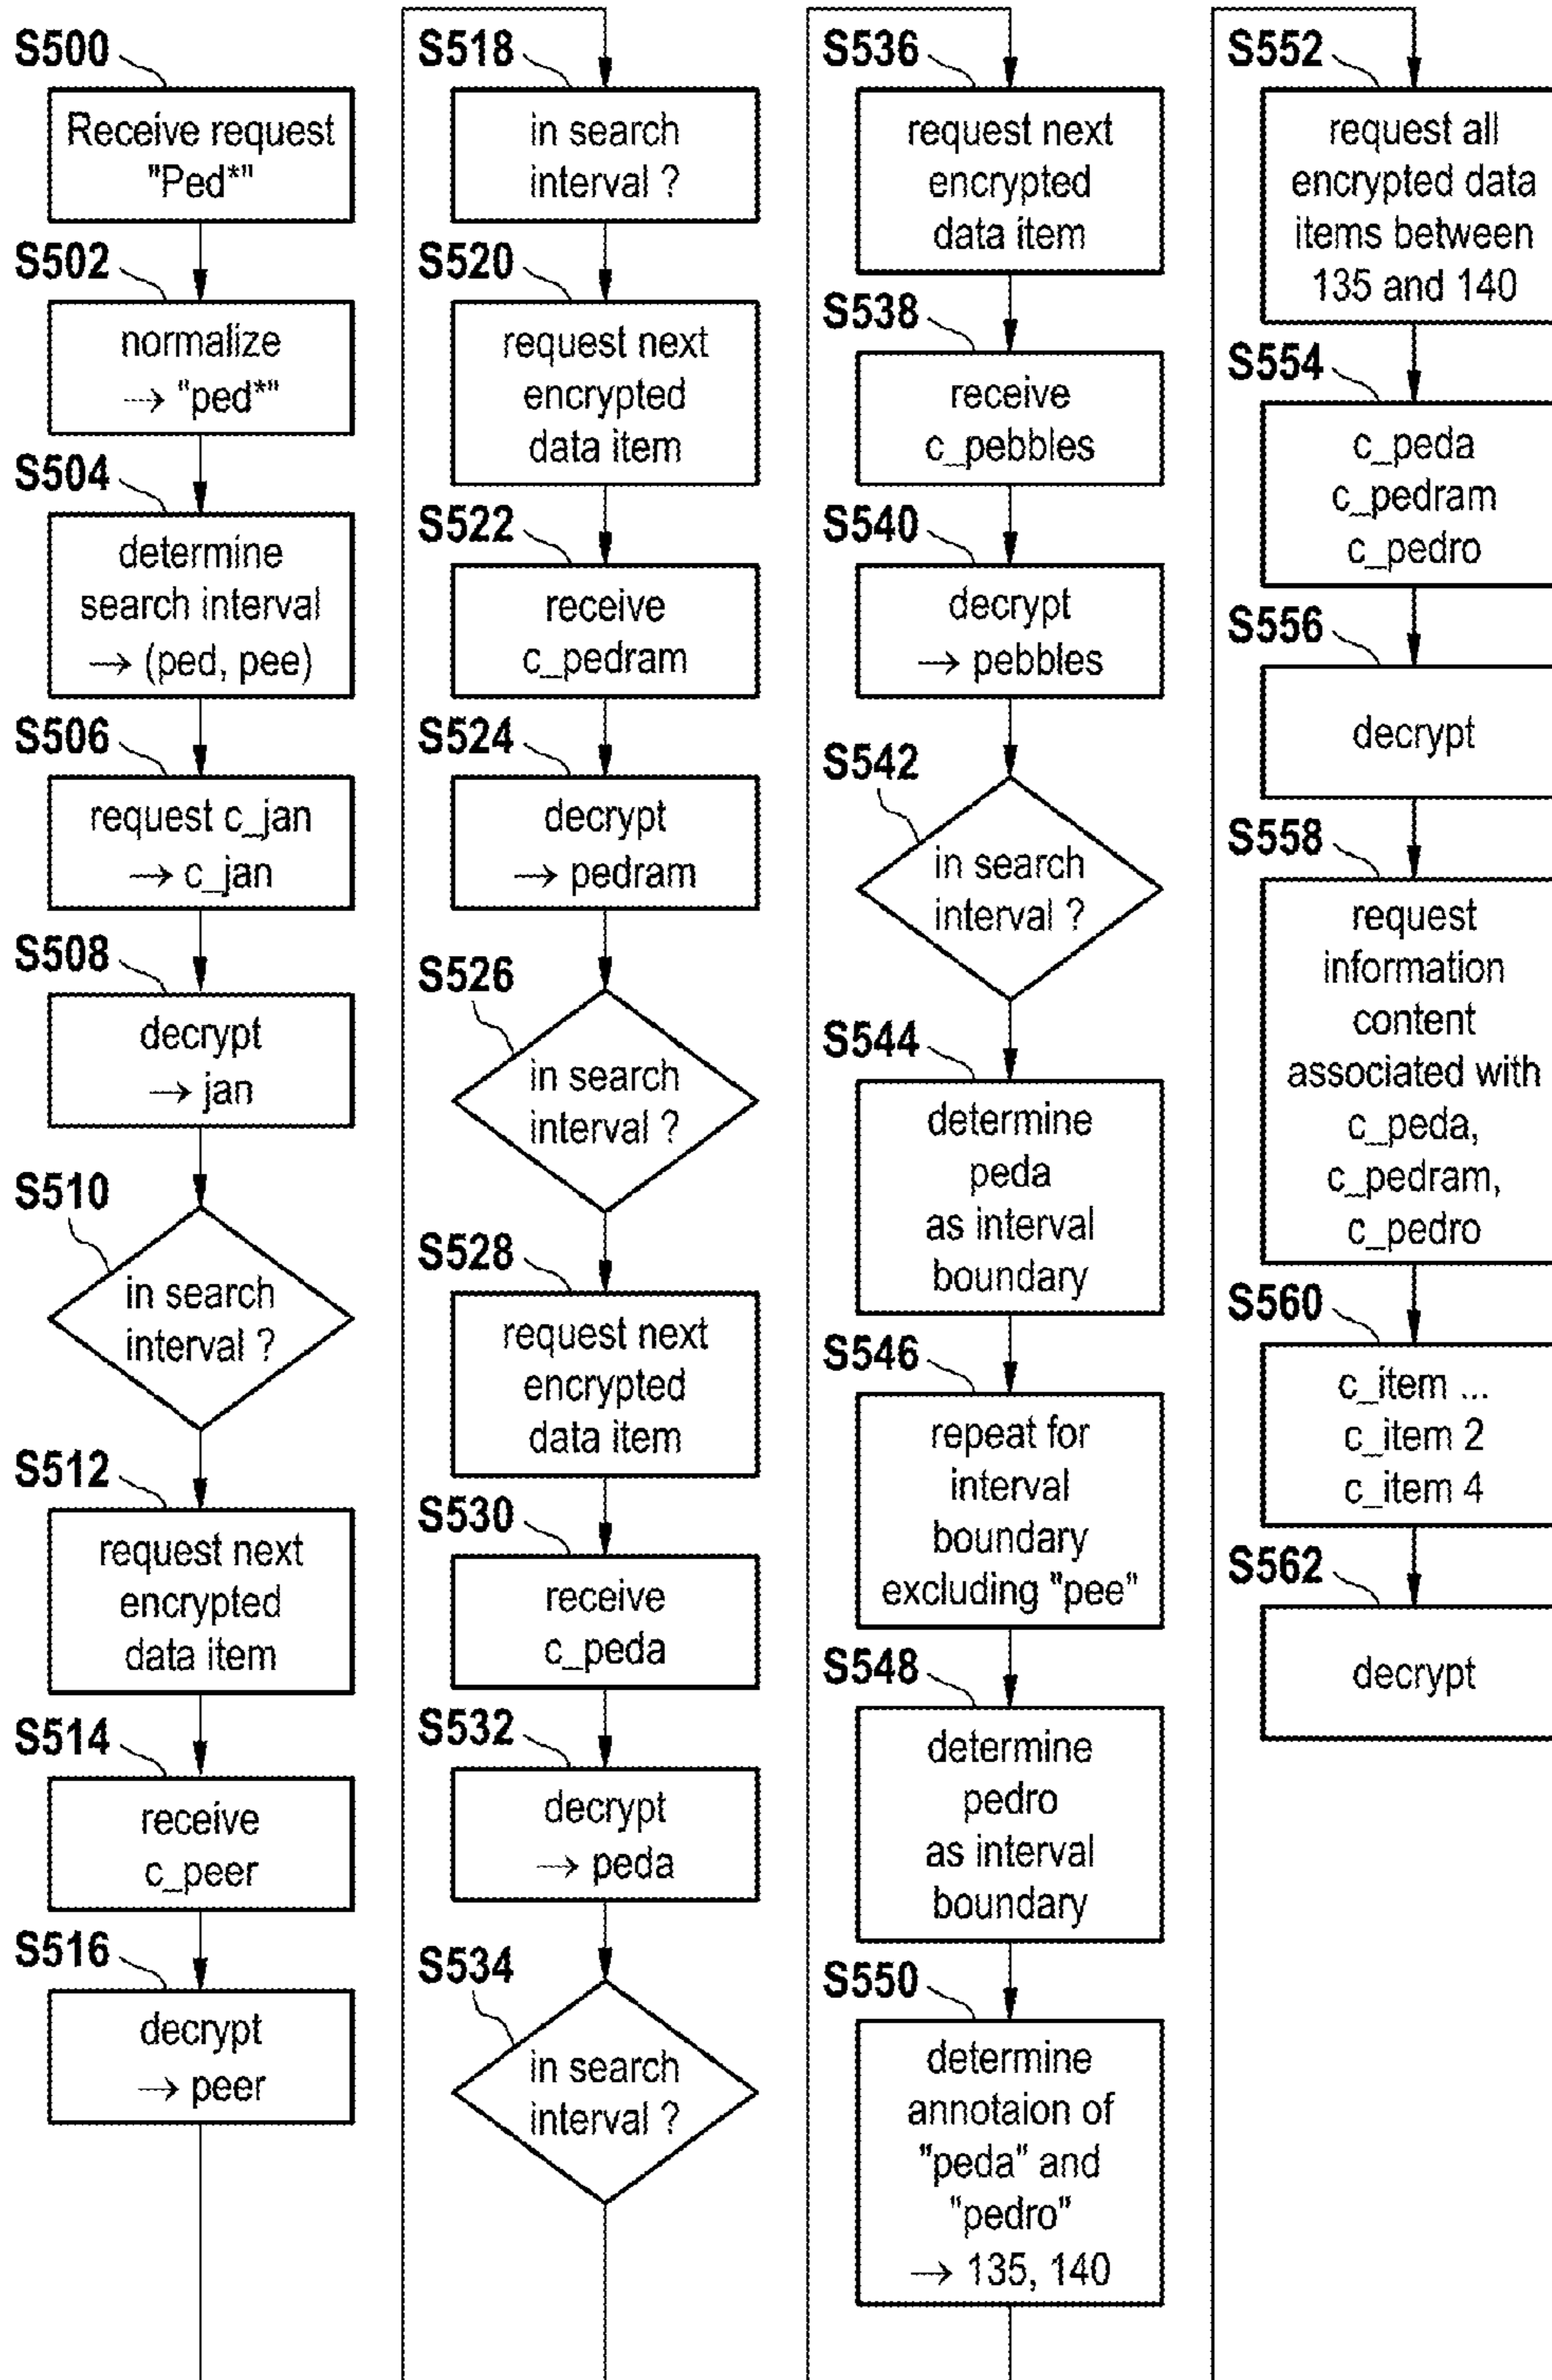 S500
Receive request
"Ped*"
S502
normalize
→ "ped*"
S504
determine
search interval
→ (ped, pee)
S506
request c_jan
→ c_jan
S508
decrypt
→ jan
S510
in search
interval ?
S512
request next
encrypted
data item
S514
receive
c_peer
S516
decrypt
→ peer
S518
in search
interval ?
S520
request next
encrypted
data item
S522
receive
c_pedram
S524
decrypt
→ pedram
S526
in search
interval ?
S528
request next
encrypted
data item
S530
receive
c_peda
S532
decrypt
→ peda
S534
in search
interval ?
S536
request next
encrypted
data item
S538
receive
c_pebbles
S540
decrypt
→ pebbles
S542
in search
interval ?
S544
determine
peda
as interval
boundary
S546
repeat for
interval
boundary
excluding "pee"
S548
determine
pedro
as interval
boundary
S550
determine
annotaion of
"peda" and
"pedro"
→ 135, 140
S552
request all
encrypted data
items between
135 and 140
S554
c_peda
c_pedram
c_pedro
S556
decrypt
S558
request
information
content
associated with
c_peda,
c_pedram,
c_pedro
S560
c_item ...
c_item 2
c_item 4
S562
decrypt